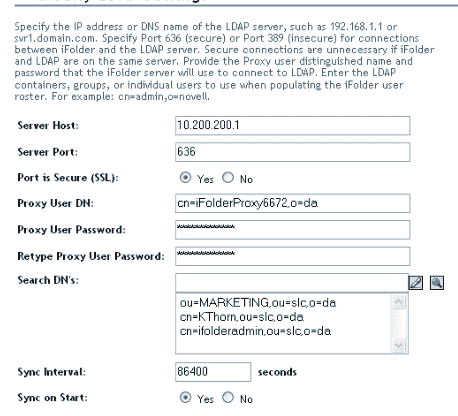 Specify the IP address or DNS name of the LDAP server, such as 192.168.1.1 or
svr1.domain.com. Specify Port 636 (secure) or Port 389 (insecure) for connections
between iFolder and the LDAP server. Secure connections are unnecessary if iFolder
and LDAP are on the same server. Provide the Proxy user distinguished name and
password that the iFolder server will use to connect to LDAP. Enter the LDAP
containers, groups, or individual users to use when populating the iFolder user
roster. For example: cn=admin,o=novell.
Server Host: 10.200.200.1
Server Port: 636
Port is Secure (SSL): Yes No
Proxy User DN: cn=iFolderProxy6672,o=da
Proxy User Password: *************
Retype Proxy User Password: *************
Search DN's:
ou=MARKETING,ou=slc,o=da
cn=KThorn,ou=slc,o=da
cn=ifolderadmin,ou=slc,o=da
Sync Interval: 86400 seconds
Sync on Start: Yes No